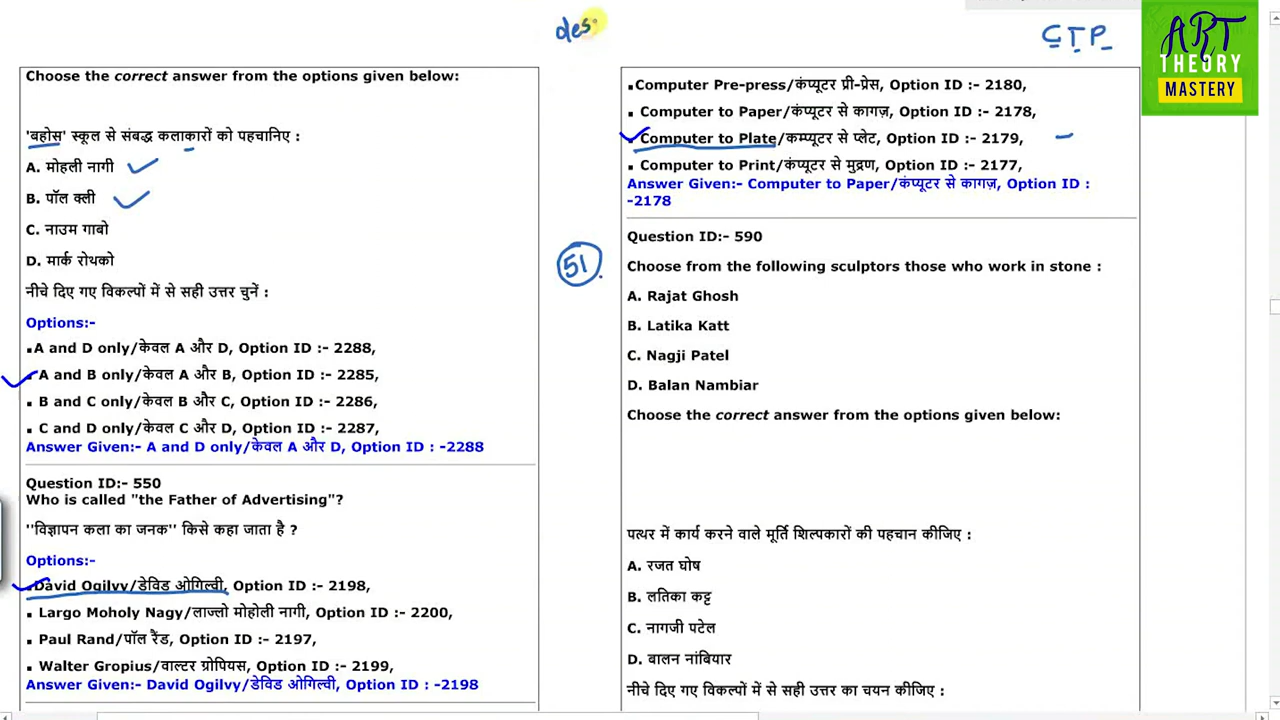 des
CTP
ART
THEORY
MASTERY
Choose the correct answer from the options given below:
'बहोस' स्कूल से संबद्ध कलाकारों को पहचानिए :
A. मोहली नागी
B. पॉल क्ली
C. नाउम गाबो
D. मार्क रोथको
नीचे दिए गए विकल्पों में से सही उत्तर चुनें :
Options:-
A and D only/केवल A और D, Option ID :- 2288,
A and B only/केवल A और B, Option ID :- 2285,
B and C only/केवल B और C, Option ID :- 2286,
C and D only/केवल C और D, Option ID :- 2287,
Answer Given:- A and D only/केवल A और D, Option ID : -2288
Question ID:- 550
Who is called "the Father of Advertising"?
''विज्ञापन कला का जनक'' किसे कहा जाता है ?
Options:-
David Ogilvy/डेविड ओगिल्वी, Option ID :- 2198,
Largo Moholy Nagy/लाज्लो मोहोली नागी, Option ID :- 2200,
Paul Rand/पॉल रैंड, Option ID :- 2197,
Walter Gropius/वाल्टर ग्रोपियस, Option ID :- 2199,
Answer Given:- David Ogilvy/डेविड ओगिल्वी, Option ID : -2198
Computer Pre-press/कंप्यूटर प्री-प्रेस, Option ID :- 2180,
Computer to Paper/कंप्यूटर से कागज़, Option ID :- 2178,
Computer to Plate/कम्प्यूटर से प्लेट, Option ID :- 2179,
Computer to Print/कंप्यूटर से मुद्रण, Option ID :- 2177,
Answer Given:- Computer to Paper/कंप्यूटर से कागज़, Option ID :
-2178
51.
Question ID:- 590
Choose from the following sculptors those who work in stone :
A. Rajat Ghosh
B. Latika Katt
C. Nagji Patel
D. Balan Nambiar
Choose the correct answer from the options given below:
पत्थर में कार्य करने वाले मूर्ति शिल्पकारों की पहचान कीजिए :
A. रजत घोष
B. लतिका कट्ट
C. नागजी पटेल
D. बालन नांबियार
नीचे दिए गए विकल्पों में से सही उत्तर का चयन कीजिए :